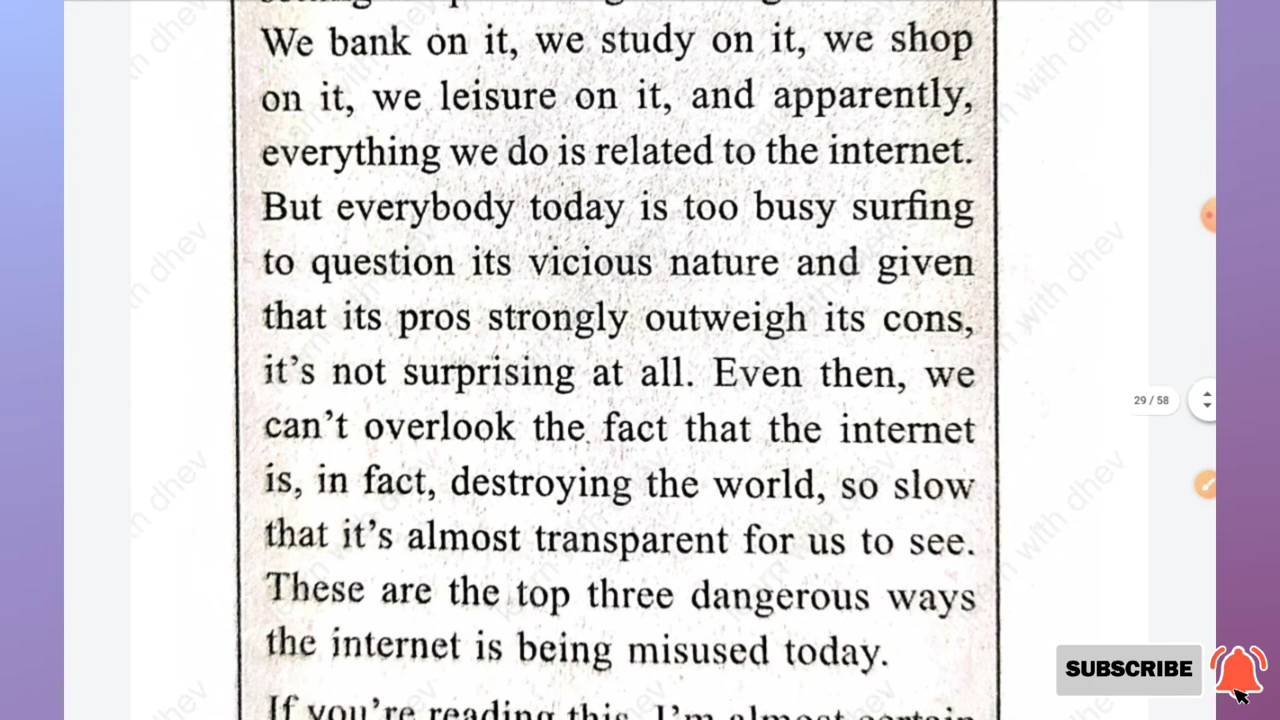 We bank on it, we study on it, we shop
on it, we leisure on it, and apparently,
everything we do is related to the internet.
But everybody today is too busy surfing
to question its vicious nature and given
that its pros strongly outweigh its cons,
it's not surprising at all. Even then, we
can't overlook the fact that the internet
29 / 58
is, in fact, destroying the world, so slow
that it's almost transparent for us to see.
These are the top three dangerous ways
the internet is being misused today.
SUBSCRIBE
If you're reading this, I'm almost certain